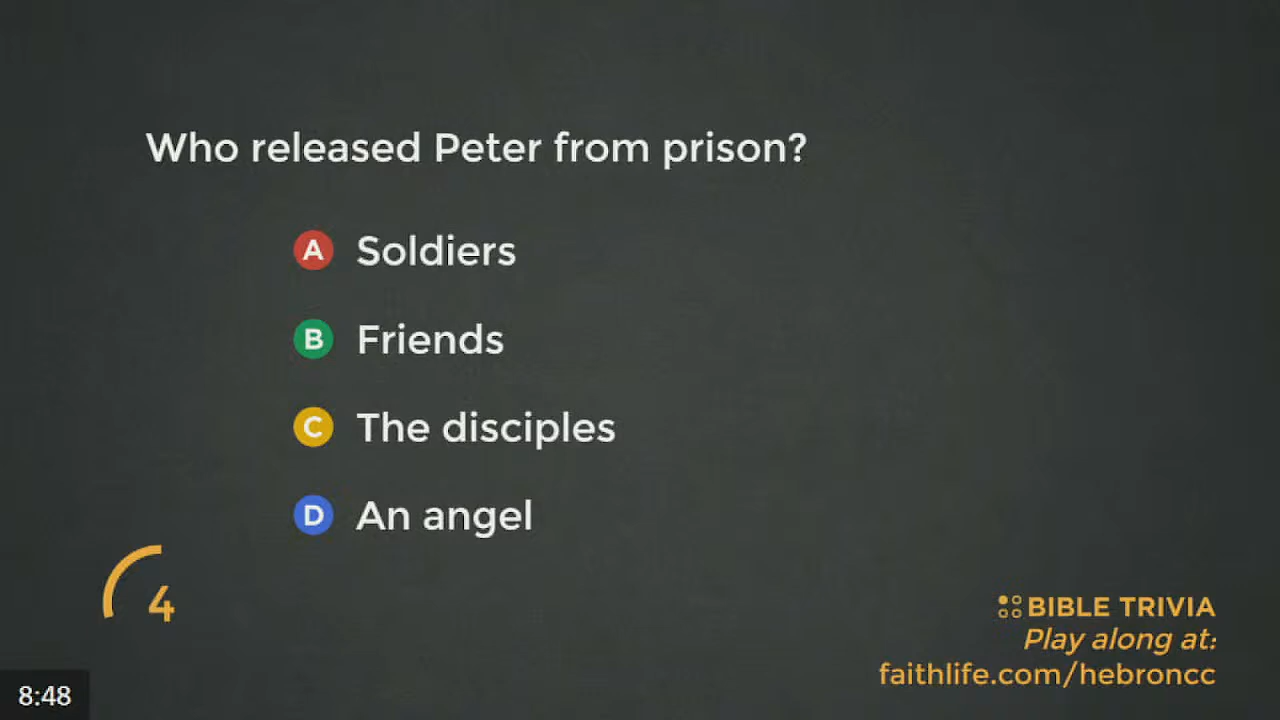 Who released Peter from prison?
A Soldiers
B Friends
C The disciples
D An angel
4
BIBLE TRIVIA
Play along at:
faithlife.com/hebroncc
8:48